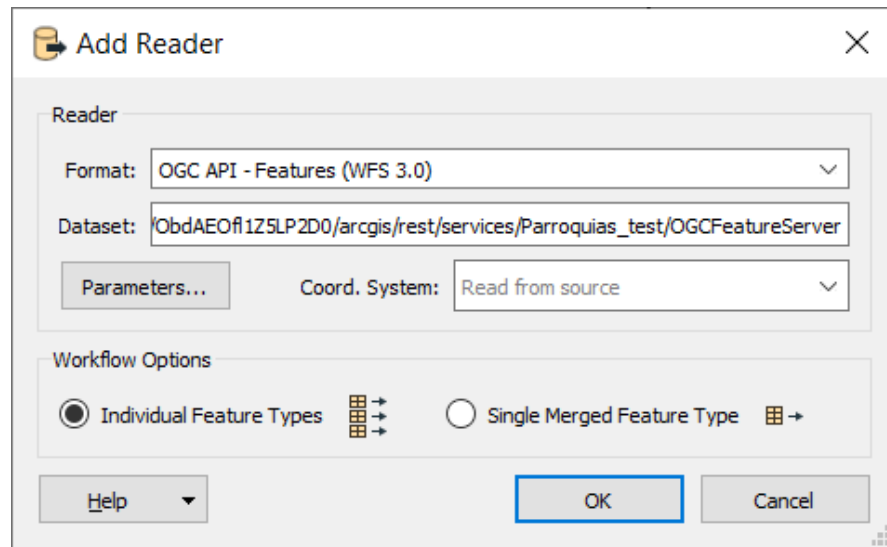 Add Reader
Reader
Format: OGC API - Features (WFS 3.0)
Dataset: /ObdAEOfl1Z5LP2D0/arcgis/rest/services/Parroquias_test/OGCFeatureServer
Parameters... Coord. System: Read from source
Workflow Options
Individual Feature Types Single Merged Feature Type
Help OK Cancel